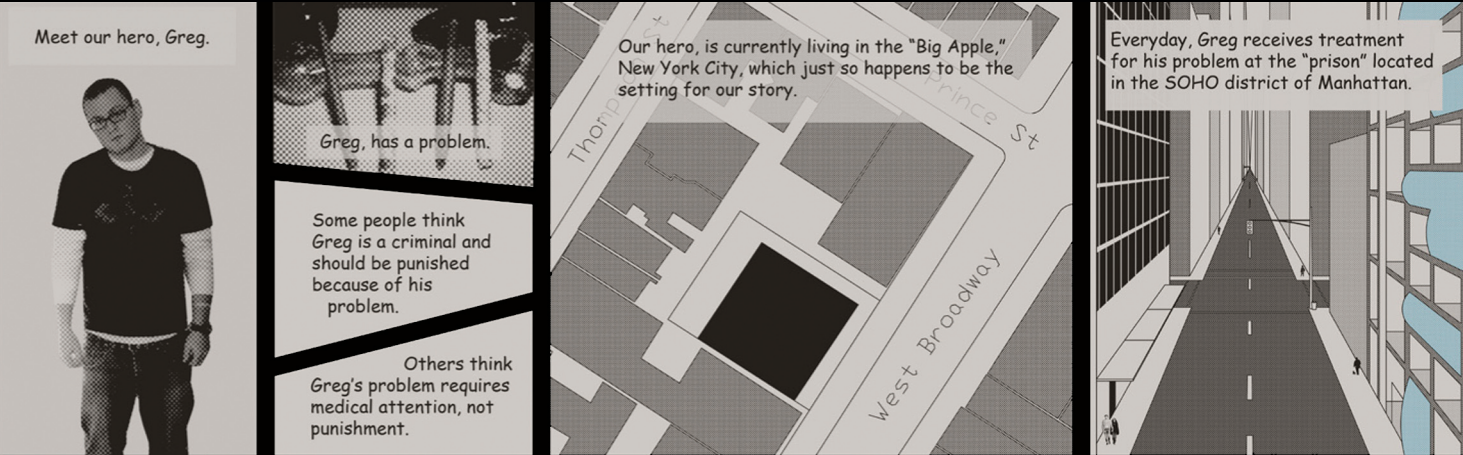 Meet our hero, Greg.
Greg, has a problem.
Some people think
Greg is a criminal and
should be punished
because of his
problem.
Others think
Greg's problem requires
medical attention, not
punishment.
Our hero, is currently living in the “Big Apple,”
New York City, which just so happens to be the
setting for our story.
Thompson St
Prince St
West Broadway
Everyday, Greg receives treatment
for his problem at the “prison” located
in the SOHO district of Manhattan.